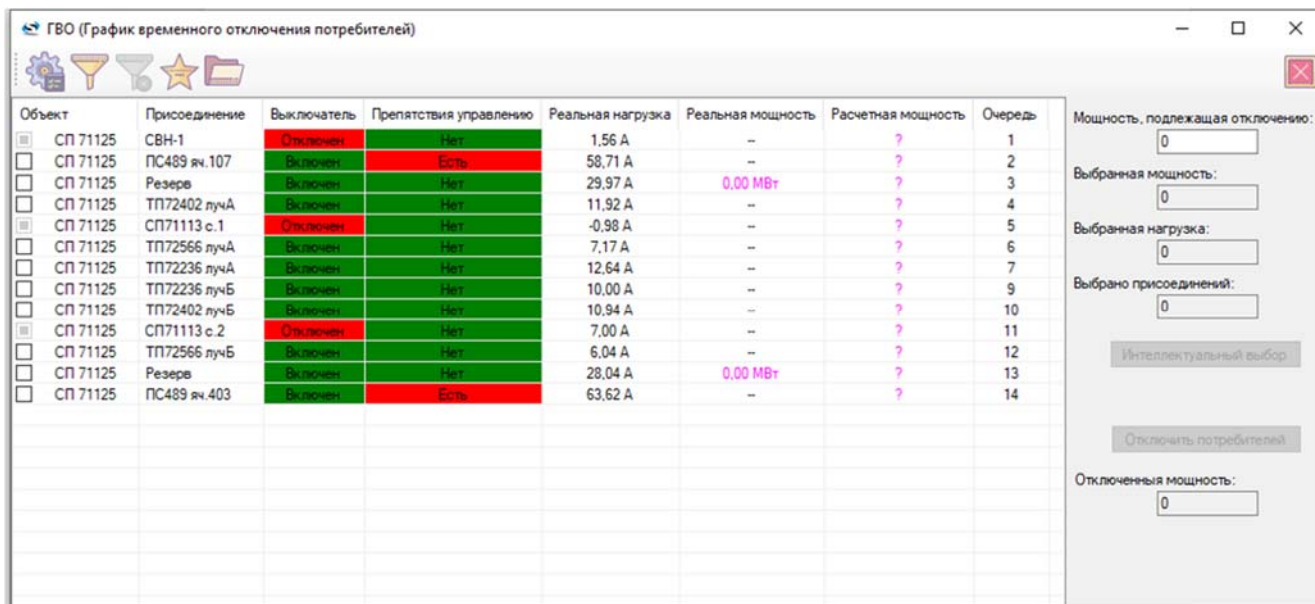 ГВО (График временного отключения потребителей)
Объект Присоединение Выключатель Препятствия управлению Реальная нагрузка Реальная мощность Расчетная мощность Очередь
СП 71125 СВН-1 Отключен Нет 1,56 А -- ? 1
СП 71125 ПС489 яч.107 Включен Есть 58,71 А -- ? 2
СП 71125 Резерв Включен Нет 29,97 А 0,00 МВт ? 3
СП 71125 ТП72402 лучА Включен Нет 11,92 А -- ? 4
СП 71125 СП71113 с.1 Отключен Нет -0,98 А -- ? 5
СП 71125 ТП72566 лучА Включен Нет 7,17 А -- ? 6
СП 71125 ТП72236 лучА Включен Нет 12,64 А -- ? 7
СП 71125 ТП72236 лучБ Включен Нет 10,00 А -- ? 9
СП 71125 ТП72402 лучБ Включен Нет 10,94 А -- ? 10
СП 71125 СП71113 с.2 Отключен Нет 7,00 А -- ? 11
СП 71125 ТП72566 лучБ Включен Нет 6,04 А -- ? 12
СП 71125 Резерв Включен Нет 28,04 А 0,00 МВт ? 13
СП 71125 ПС489 яч.403 Включен Есть 63,62 А -- ? 14
Мощность, подлежащая отключению:
0
Выбранная мощность:
0
Выбранная нагрузка:
0
Выбрано присоединений:
0
Интеллектуальный выбор
Отключить потребителей
Отключенныя мощность:
0